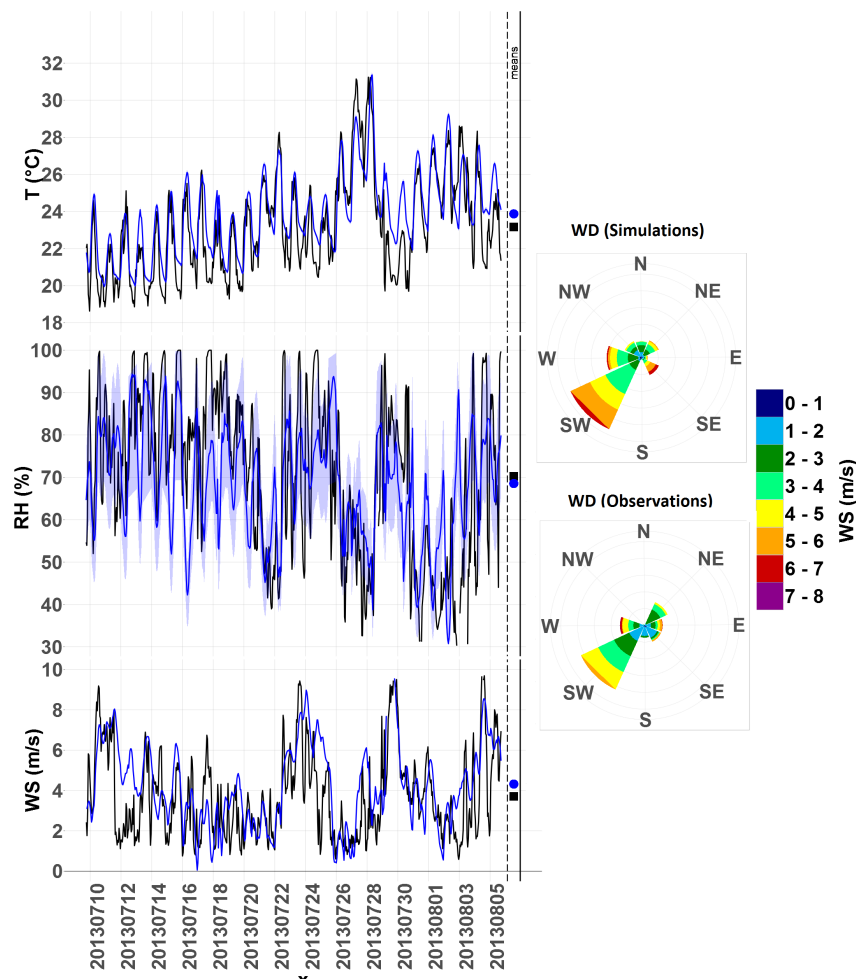 means
32
30
28
26
24
22
20
18
T (°C)
100
90
80
70
60
50
40
30
RH (%)
10
8
6
4
2
0
WS (m/s)
20130710
20130712
20130714
20130716
20130718
20130720
20130722
20130724
20130726
20130728
20130730
20130801
20130803
20130805
WD (Simulations)
N
NW
NE
W
E
SW
SE
S
WD (Observations)
N
NW
NE
W
E
SW
SE
S
0 - 1
1 - 2
2 - 3
3 - 4
4 - 5
5 - 6
6 - 7
7 - 8
WS (m/s)